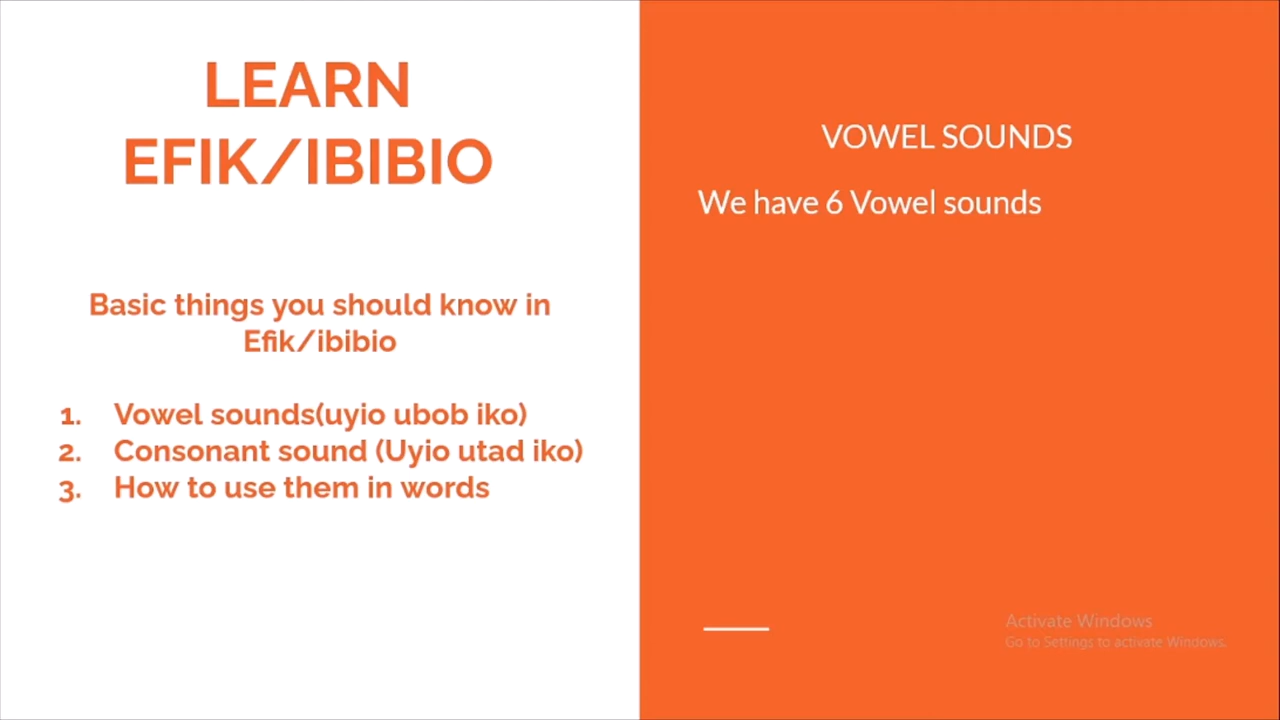 LEARN
EFIK/IBIBIO
Basic things you should know in
Efik/ibibio
1. Vowel sounds(uyio ubob iko)
2. Consonant sound (Uyio utad iko)
3. How to use them in words
VOWEL SOUNDS
We have 6 Vowel sounds
Activate Windows
Go to Settings to activate Windows.